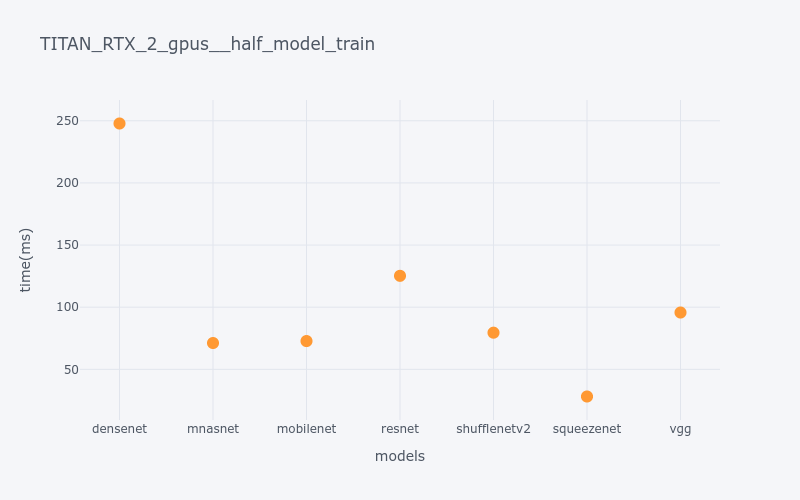 TITAN_RTX_2_gpus__half_model_train
250
200
150
100
50
time(ms)
densenet mnasnet mobilenet resnet shufflenetv2 squeezenet vgg
models